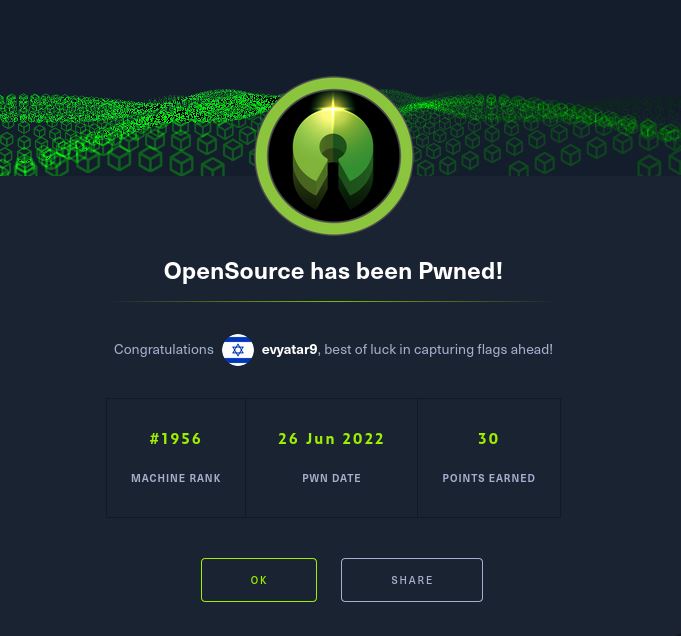 OpenSource has been Pwned!
Congratulations evyatar9, best of luck in capturing flags ahead!
#1956 26 Jun 2022 30
MACHINE RANK PWN DATE POINTS EARNED
OK SHARE